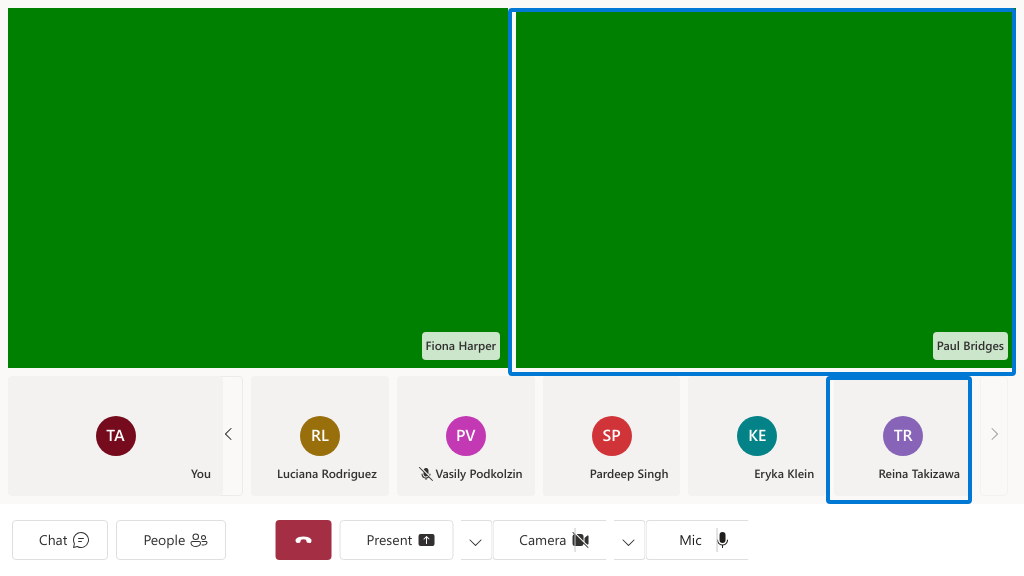 Fiona Harper
Paul Bridges
TA
You
RL
Luciana Rodriguez
PV
Vasily Podkolzin
SP
Pardeep Singh
KE
Eryka Klein
TR
Reina Takizawa
Chat
People
Present
Camera
Mic